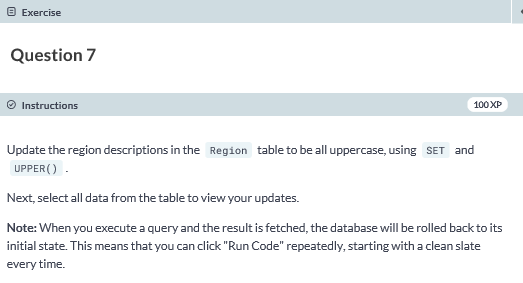 Exercise
Question 7
Instructions
100 XP
Update the region descriptions in the Region table to be all uppercase, using SET and
UPPER() .
Next, select all data from the table to view your updates.
Note: When you execute a query and the result is fetched, the database will be rolled back to its
initial state. This means that you can click "Run Code" repeatedly, starting with a clean slate
every time.